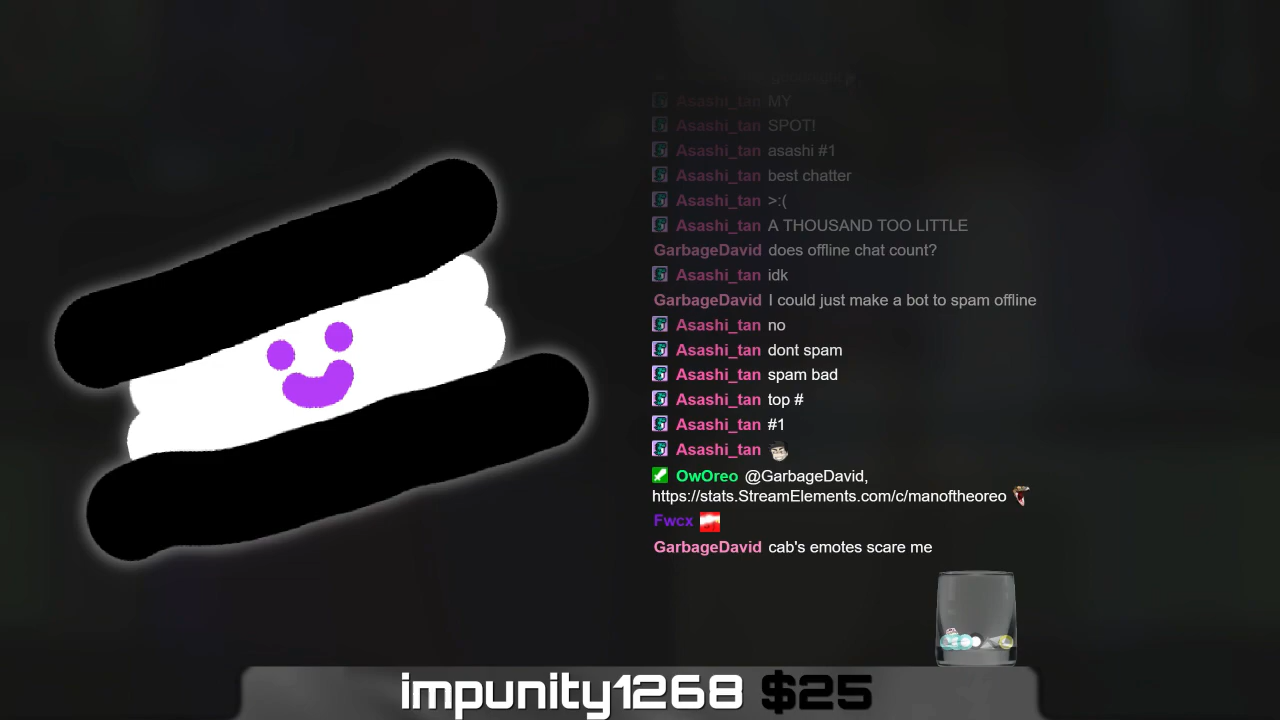 Asashi_tan MY
Asashi_tan SPOT!
Asashi_tan asashi #1
Asashi_tan best chatter
Asashi_tan >:(
Asashi_tan A THOUSAND TOO LITTLE
GarbageDavid does offline chat count?
Asashi_tan idk
GarbageDavid I could just make a bot to spam offline
Asashi_tan no
Asashi_tan dont spam
Asashi_tan spam bad
Asashi_tan top #
Asashi_tan #1
Asashi_tan
OwOreo @GarbageDavid,
https://stats.StreamElements.com/c/manoftheoreo
Fwcx
GarbageDavid cab's emotes scare me
impunity1268 $25